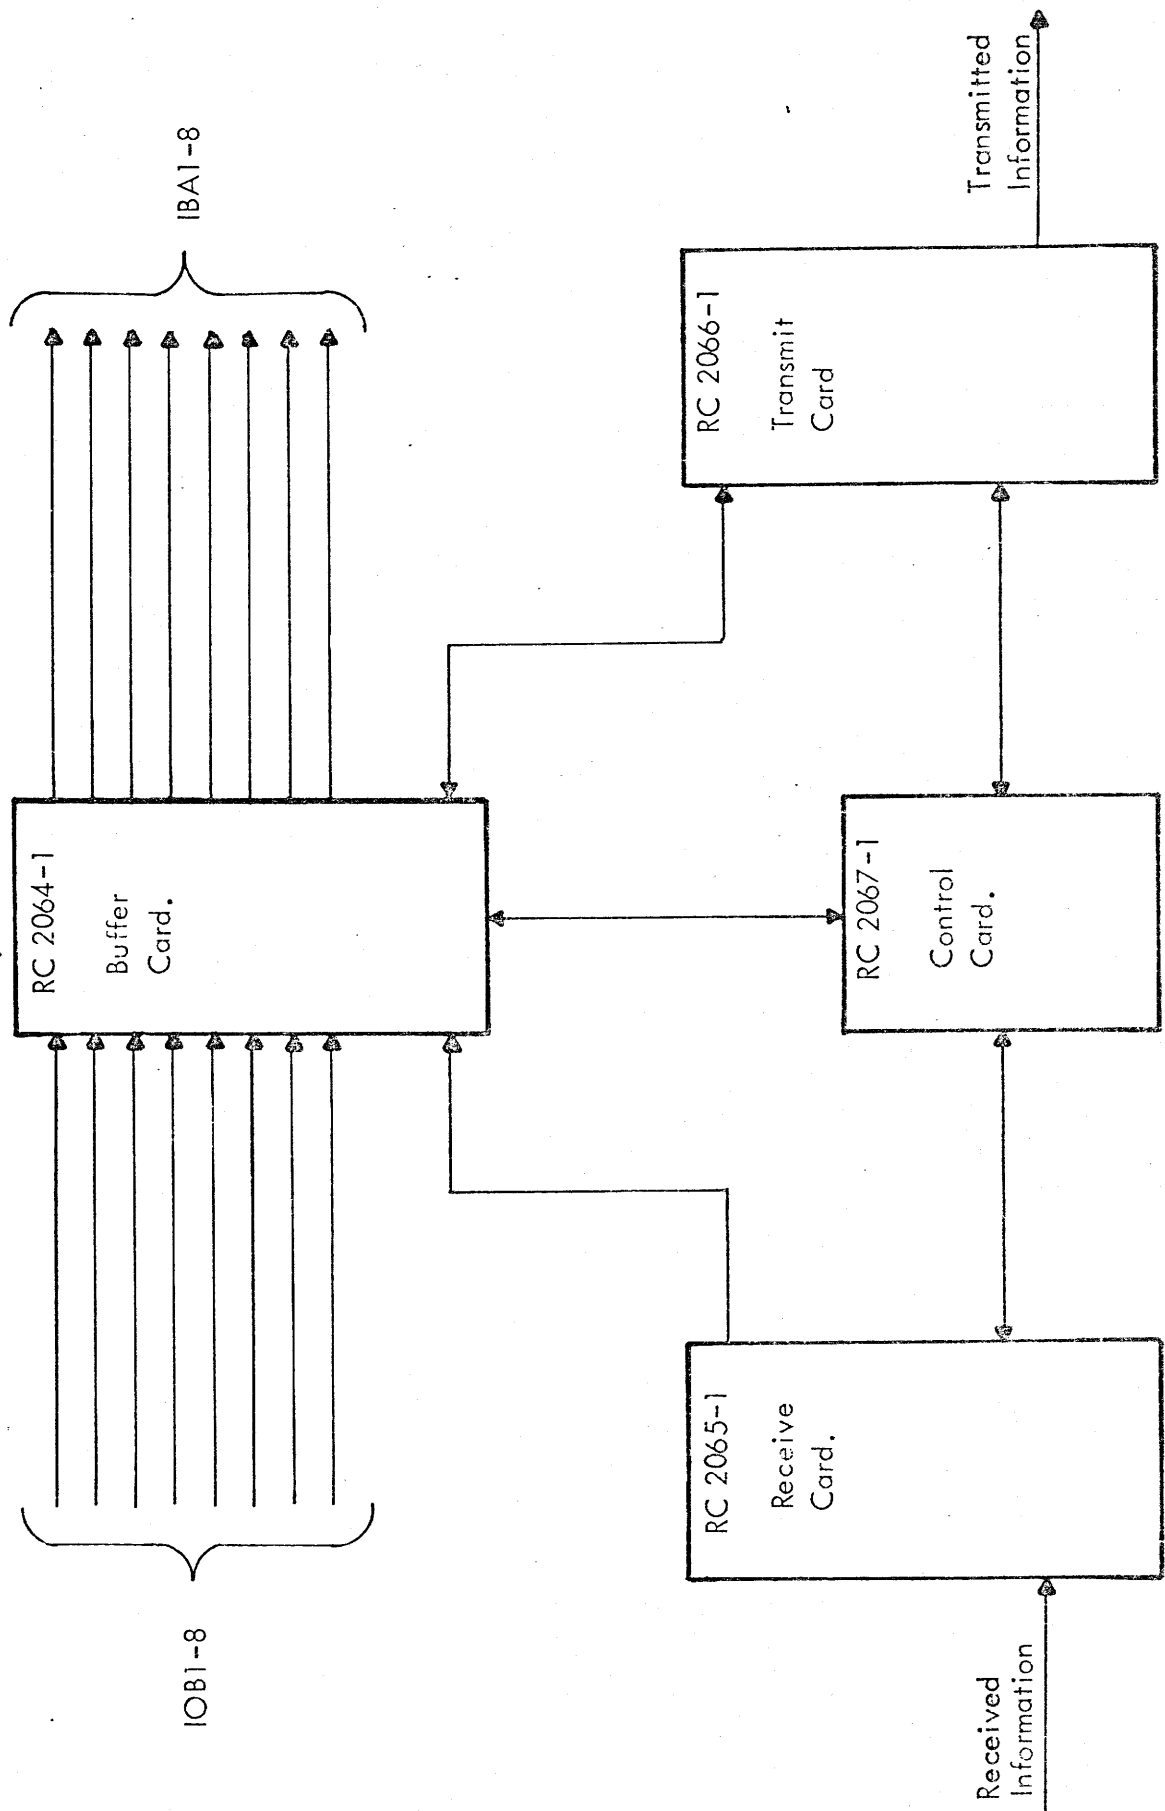 IOB1-8
RC 2064-1
Buffer
Card.
IBA1-8
RC 2065-1
Receive
Card.
RC 2067-1
Control
Card.
RC 2066-1
Transmit
Card
Received
Information
Transmitted
Information